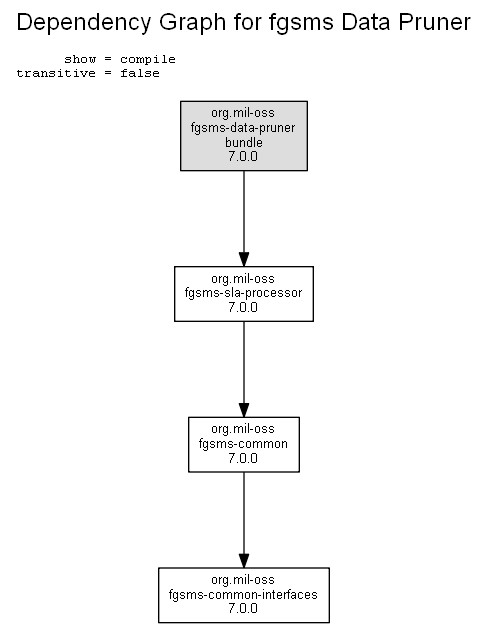 Dependency Graph for fgsms Data Pruner
show = compile
transitive = false
org.mil-oss
fgsms-data-pruner
bundle
7.0.0
org.mil-oss
fgsms-sla-processor
7.0.0
org.mil-oss
fgsms-common
7.0.0
org.mil-oss
fgsms-common-interfaces
7.0.0